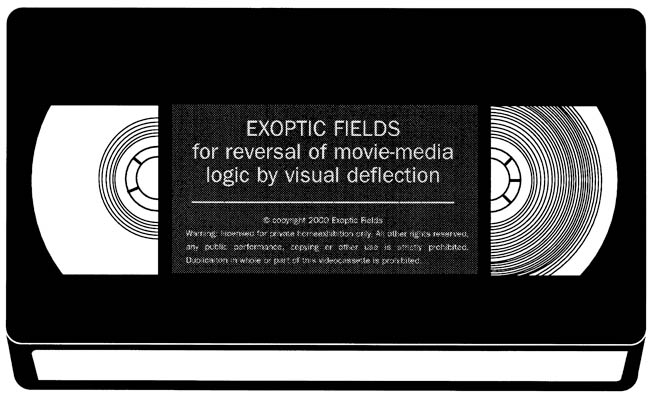 EXOPTIC FIELDS
for reversal of movie-media
logic by visual deflection
© copyright 2000 Exoptic Fields
Warning: licensed for private homeexhibition only. All other rights reserved,
any public performance, copying or other use is strictly prohibited.
Duplicaiton in whole or part of this videocassette is prohibited.